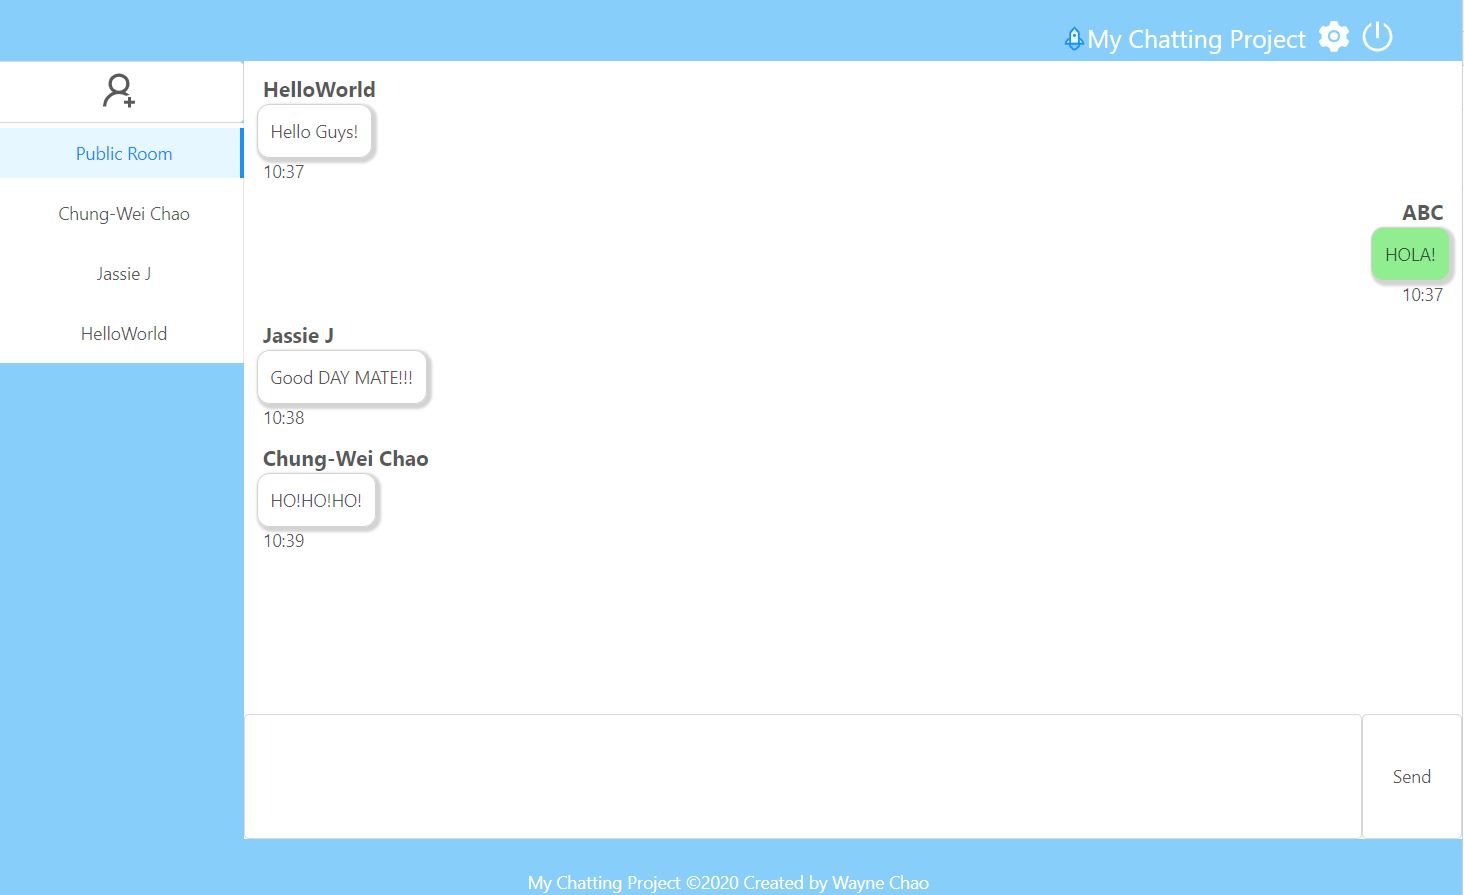 My Chatting Project
Public Room
Chung-Wei Chao
Jassie J
HelloWorld
HelloWorld
Hello Guys!
10:37
ABC
HOLA!
10:37
Jassie J
Good DAY MATE!!!
10:38
Chung-Wei Chao
HO!HO!HO!
10:39
Send
My Chatting Project ©2020 Created by Wayne Chao